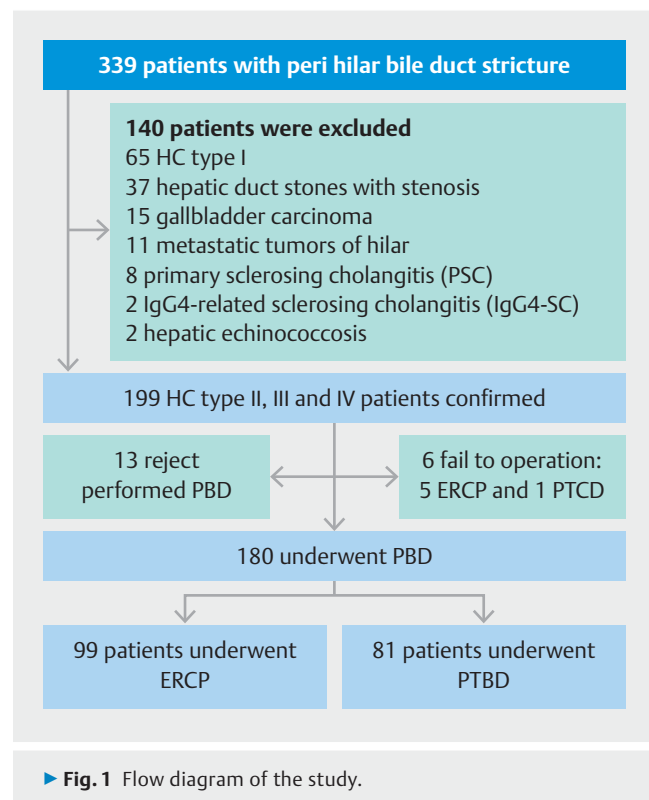 339 patients with peri hilar bile duct stricture
140 patients were excluded
65 HC type I
37 hepatic duct stones with stenosis
15 gallbladder carcinoma
11 metastatic tumors of hilar
8 primary sclerosing cholangitis (PSC)
2 IgG4-related sclerosing cholangitis (IgG4-SC)
2 hepatic echinococcosis
199 HC type II, III and IV patients confirmed
13 reject
performed PBD
6 fail to operation:
5 ERCP and 1 PTCD
180 underwent PBD
99 patients underwent
ERCP
81 patients underwent
PTBD
▶ Fig. 1 Flow diagram of the study.